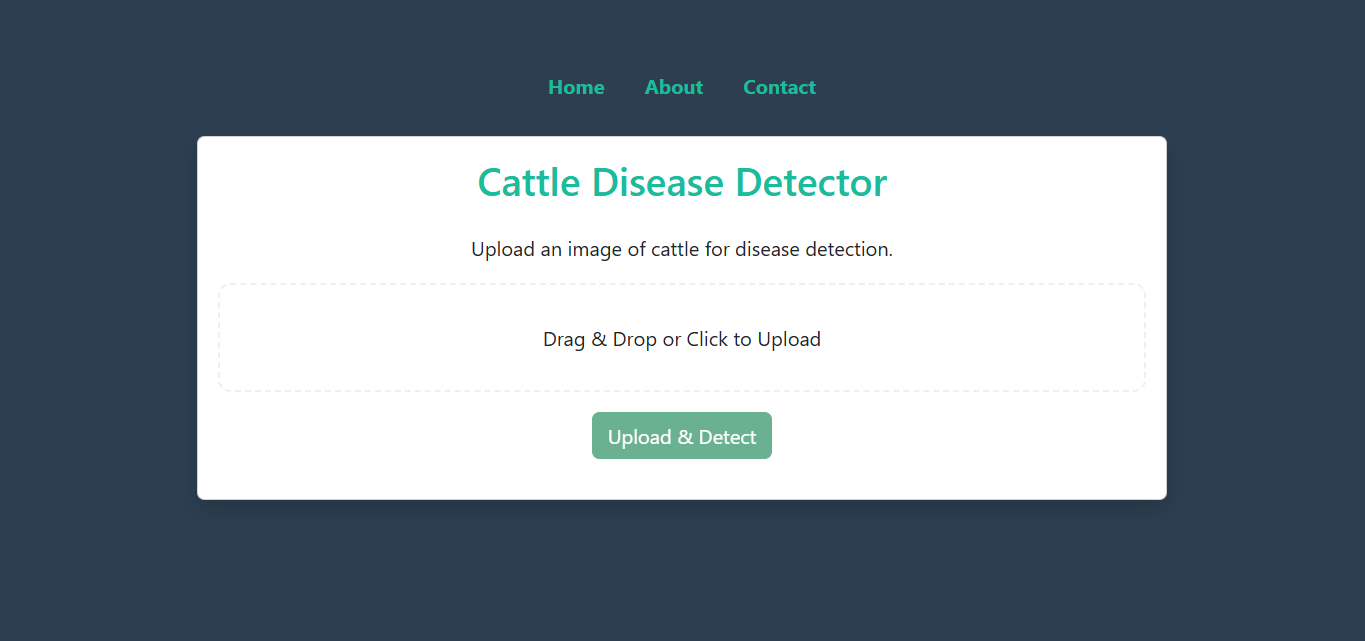 Home About Contact
Cattle Disease Detector
Upload an image of cattle for disease detection.
Drag & Drop or Click to Upload
Upload & Detect